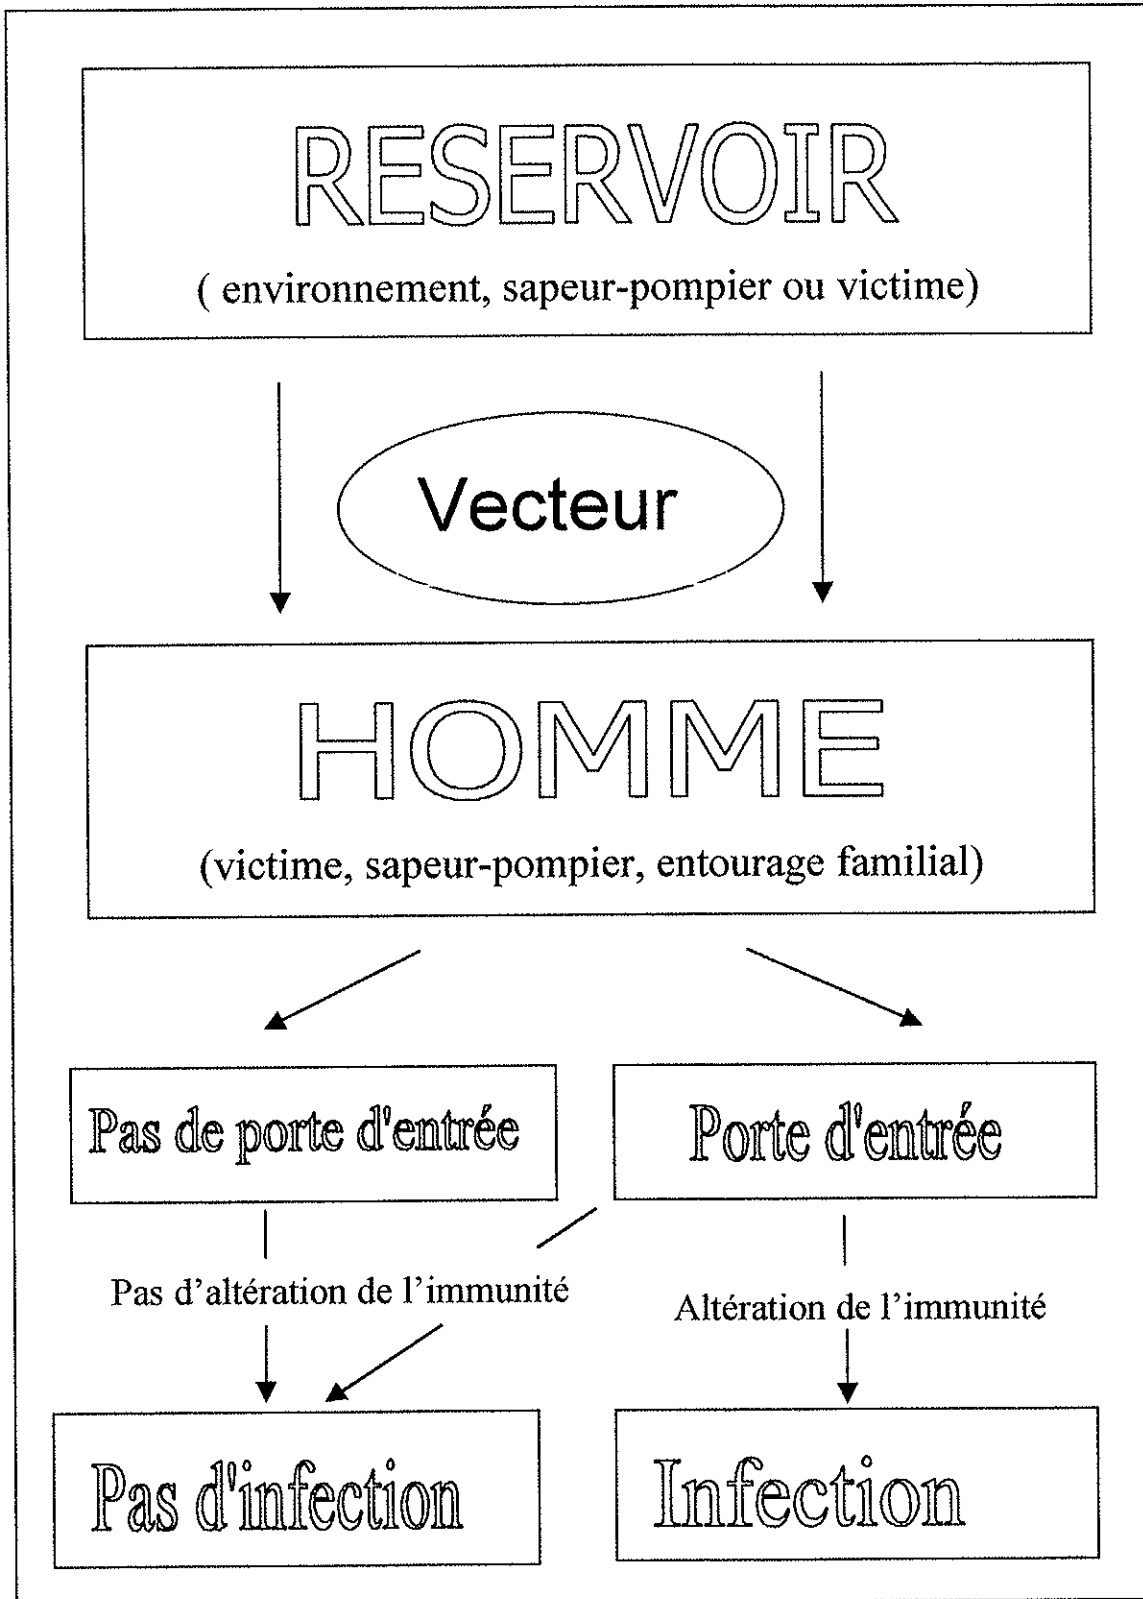 RESERVOIR
( environnement, sapeur-pompier ou victime)
Vecteur
HOMME
(victime, sapeur-pompier, entourage familial)
Pas de porte d'entrée
Porte d'entrée
Pas d'altération de l'immunité
Altération de l'immunité
Pas d'infection
Infection